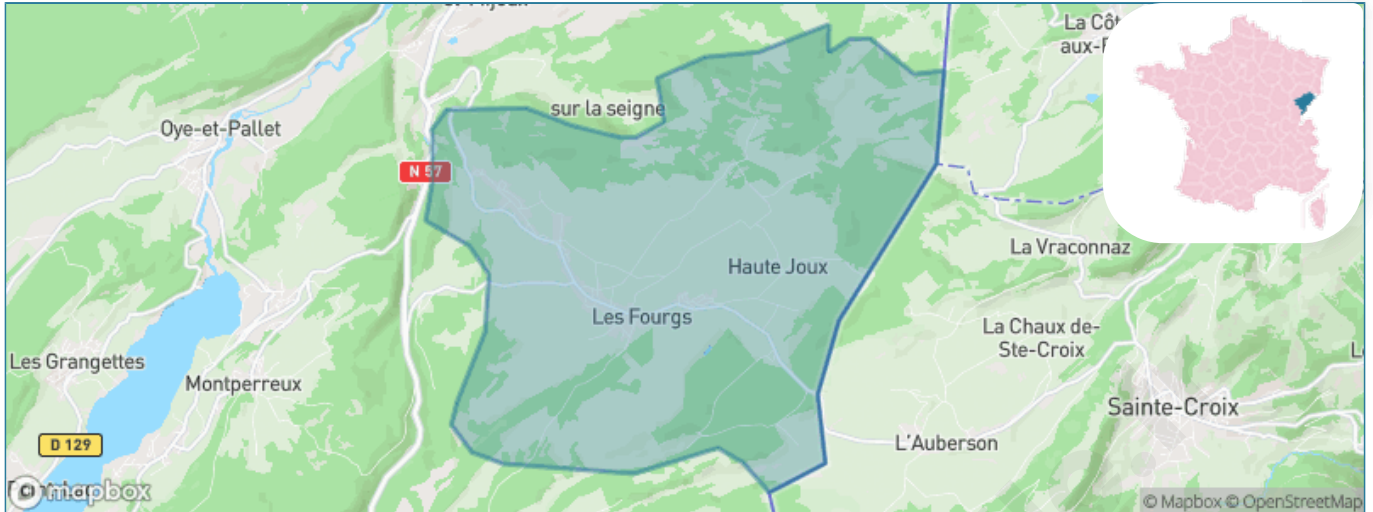 La Côt
aux-
sur la seigne
Oye-et-Pallet
N 57
La Vraconnaz
Haute Joux
Les Fourgs
La Chaux de-
Ste-Croix
Les Grangettes
Montperreux
Sainte-Croix
D 129
L'Auberson
mapbox
© Mapbox © OpenStreetMap